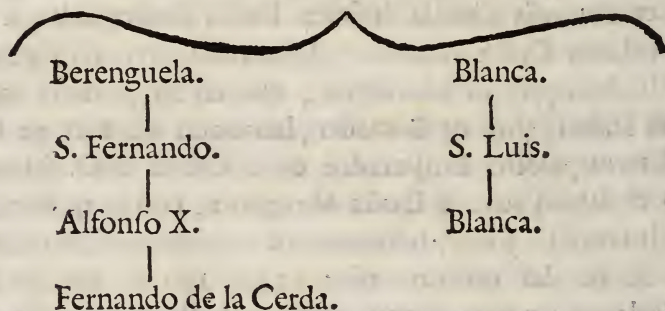 Berenguela. Blanca.
S. Fernando. S. Luis.
Alfonſo X. Blanca.
Fernando de la Cerda.